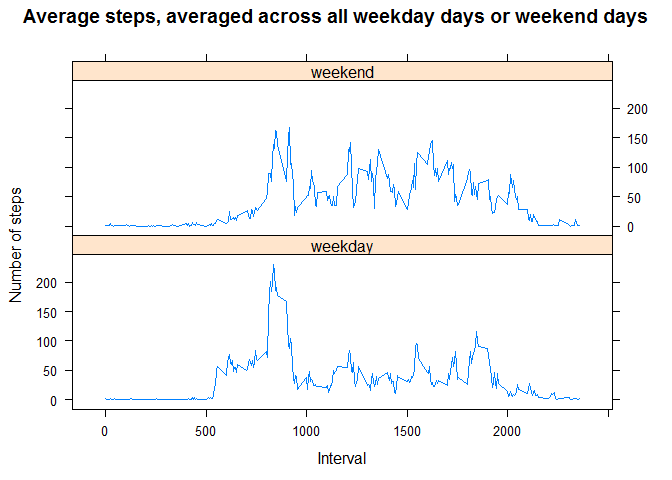 Average steps, averaged across all weekday days or weekend days
weekend
200
150
100
50
0
Number of steps
weekday
200
150
100
50
0
0 500 1000 1500 2000
Interval